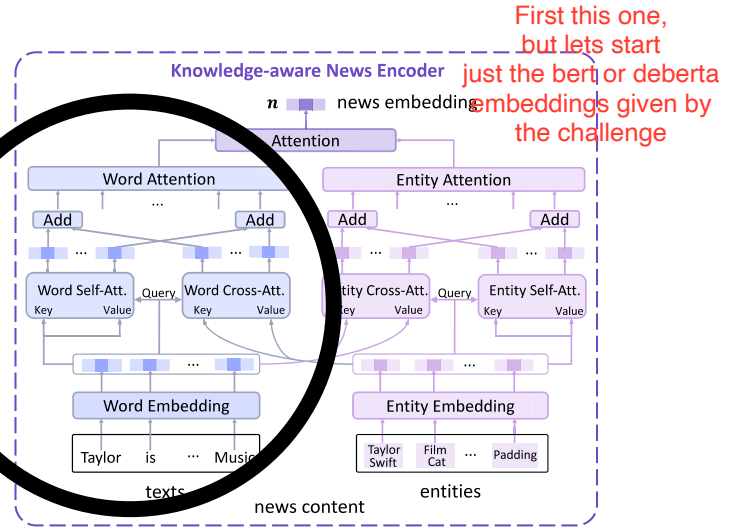 First this one,
but lets start
just the bert or deberta
embeddings given by
the challenge
Knowledge-aware News Encoder
n news embedding
Attention
Word Attention
Entity Attention
...
...
Add
Add
Add
Add
...
...
...
...
Word Self-Att.
Key
Value
Query
Word Cross-Att.
Key
Value
Entity Cross-Att.
Key
Value
Query
Entity Self-Att.
Key
Value
...
...
Word Embedding
Entity Embedding
Taylor is ... Music
Taylor Swift
Film Cat
...
Padding
texts
entities
news content